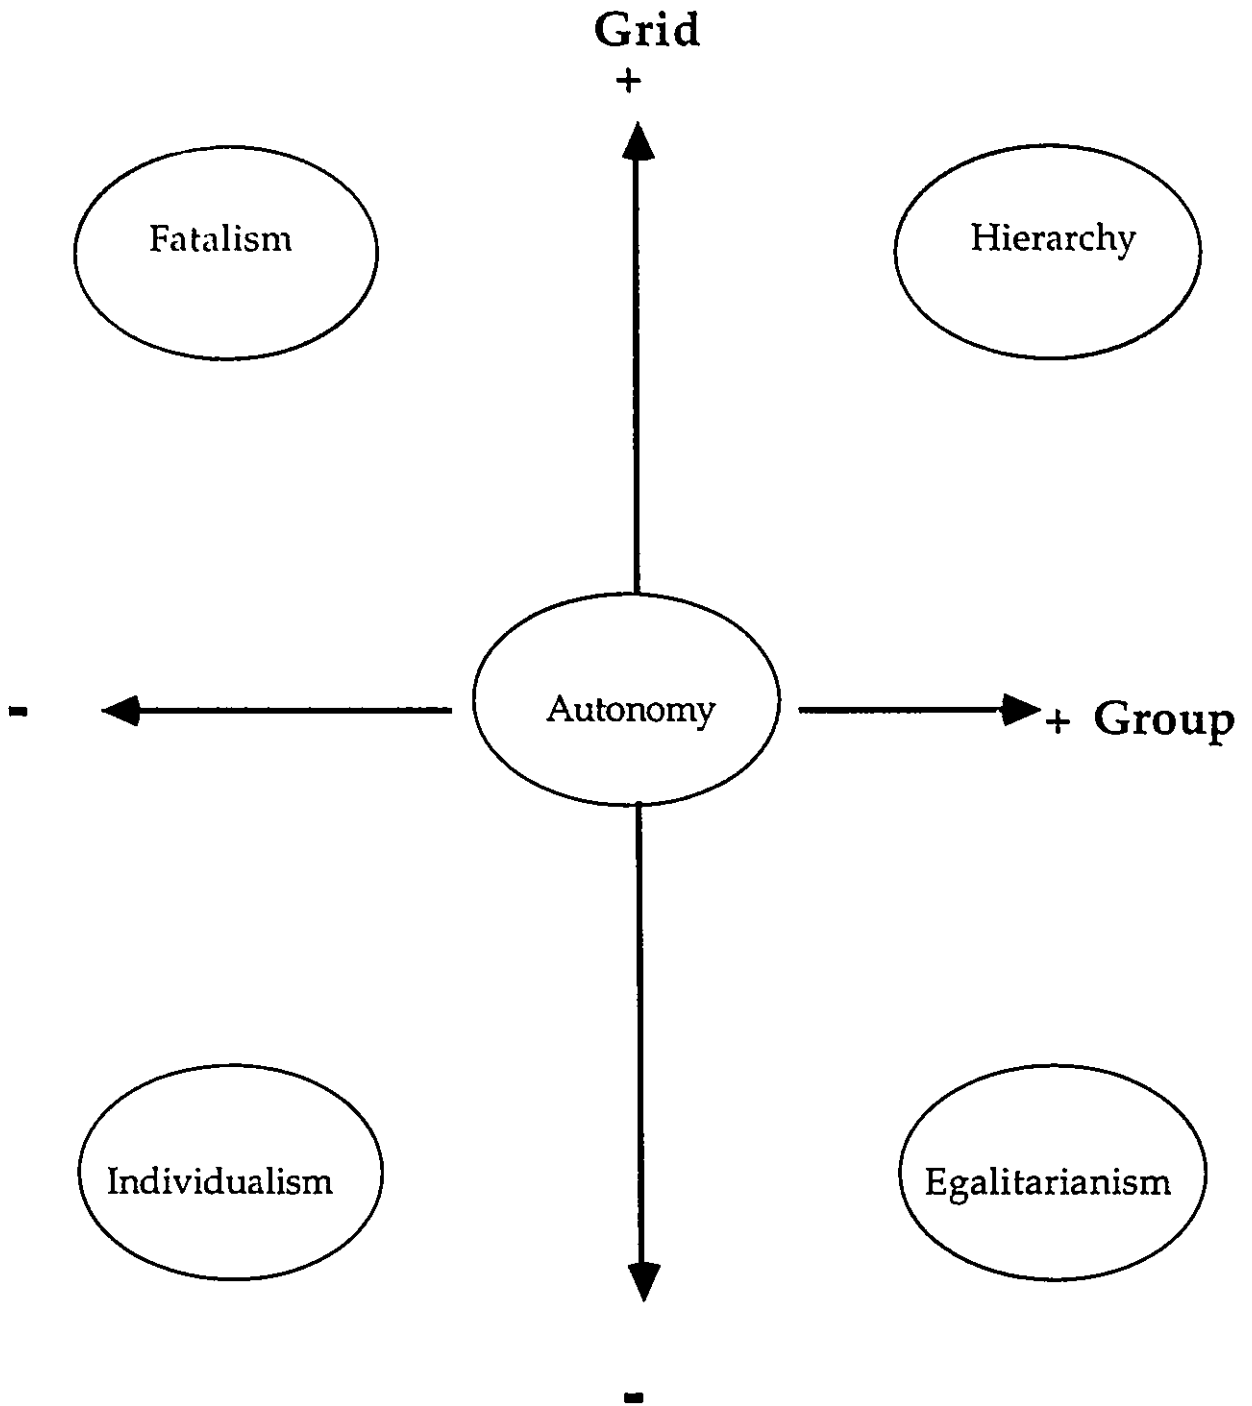 Grid
+
Fatalism
Hierarchy
Autonomy
-
+ Group
Individualism
Egalitarianism
-